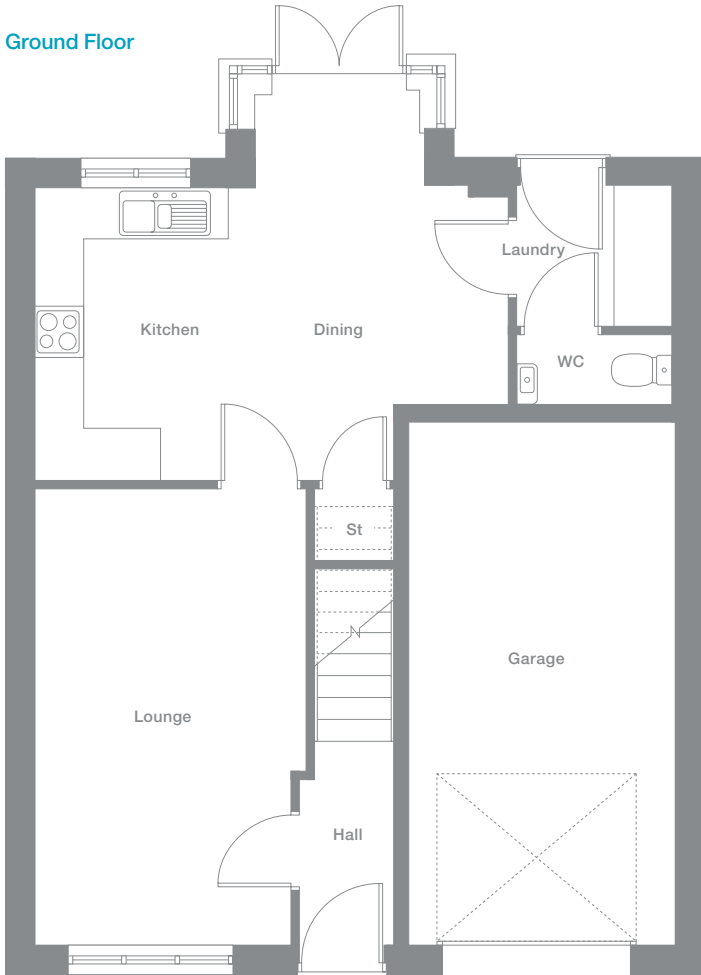 Ground Floor
Laundry
Kitchen
Dining
WC
St
Garage
Lounge
Hall